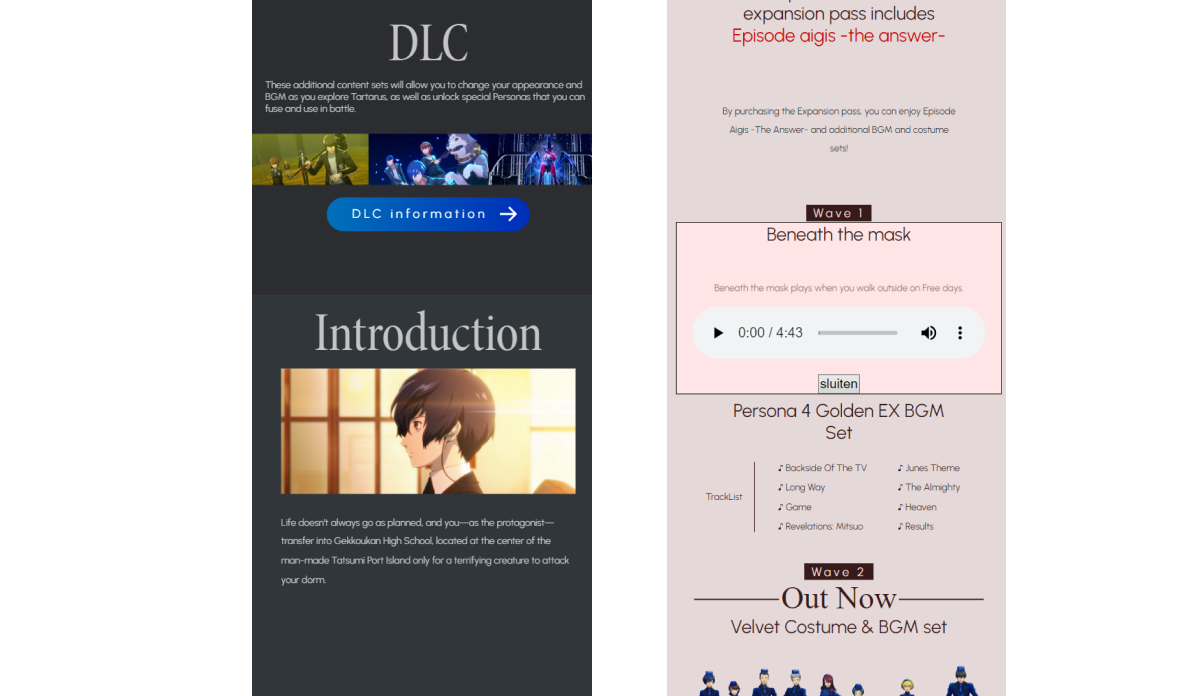 DLC
These additional content sets will allow you to change your appearance and
BGM as you explore Tartarus, as well as unlock special Personas that you can
fuse and use in battle.
DLC information
Introduction
Life doesn't always go as planned, and you—as the protagonist—
transfer into Gekkoukan High School, located at the center of the
man-made Tatsumi Port Island only for a terrifying creature to attack
your dorm.
expansion pass includes
Episode aigis -the answer-
By purchasing the Expansion pass, you can enjoy Episode
Aigis -The Answer- and additional BGM and costume
sets!
Wave 1
Beneath the mask
Beneath the mask plays when you walk outside on Free days.
0:00 / 4:43
sluiten
Persona 4 Golden EX BGM
Set
TrackList
♪ Backside Of The TV
♪ Long Way
♪ Game
♪ Revelations: Mitsuo
♪ Junes Theme
♪ The Almighty
♪ Heaven
♪ Results
Wave 2
Out Now
Velvet Costume & BGM set